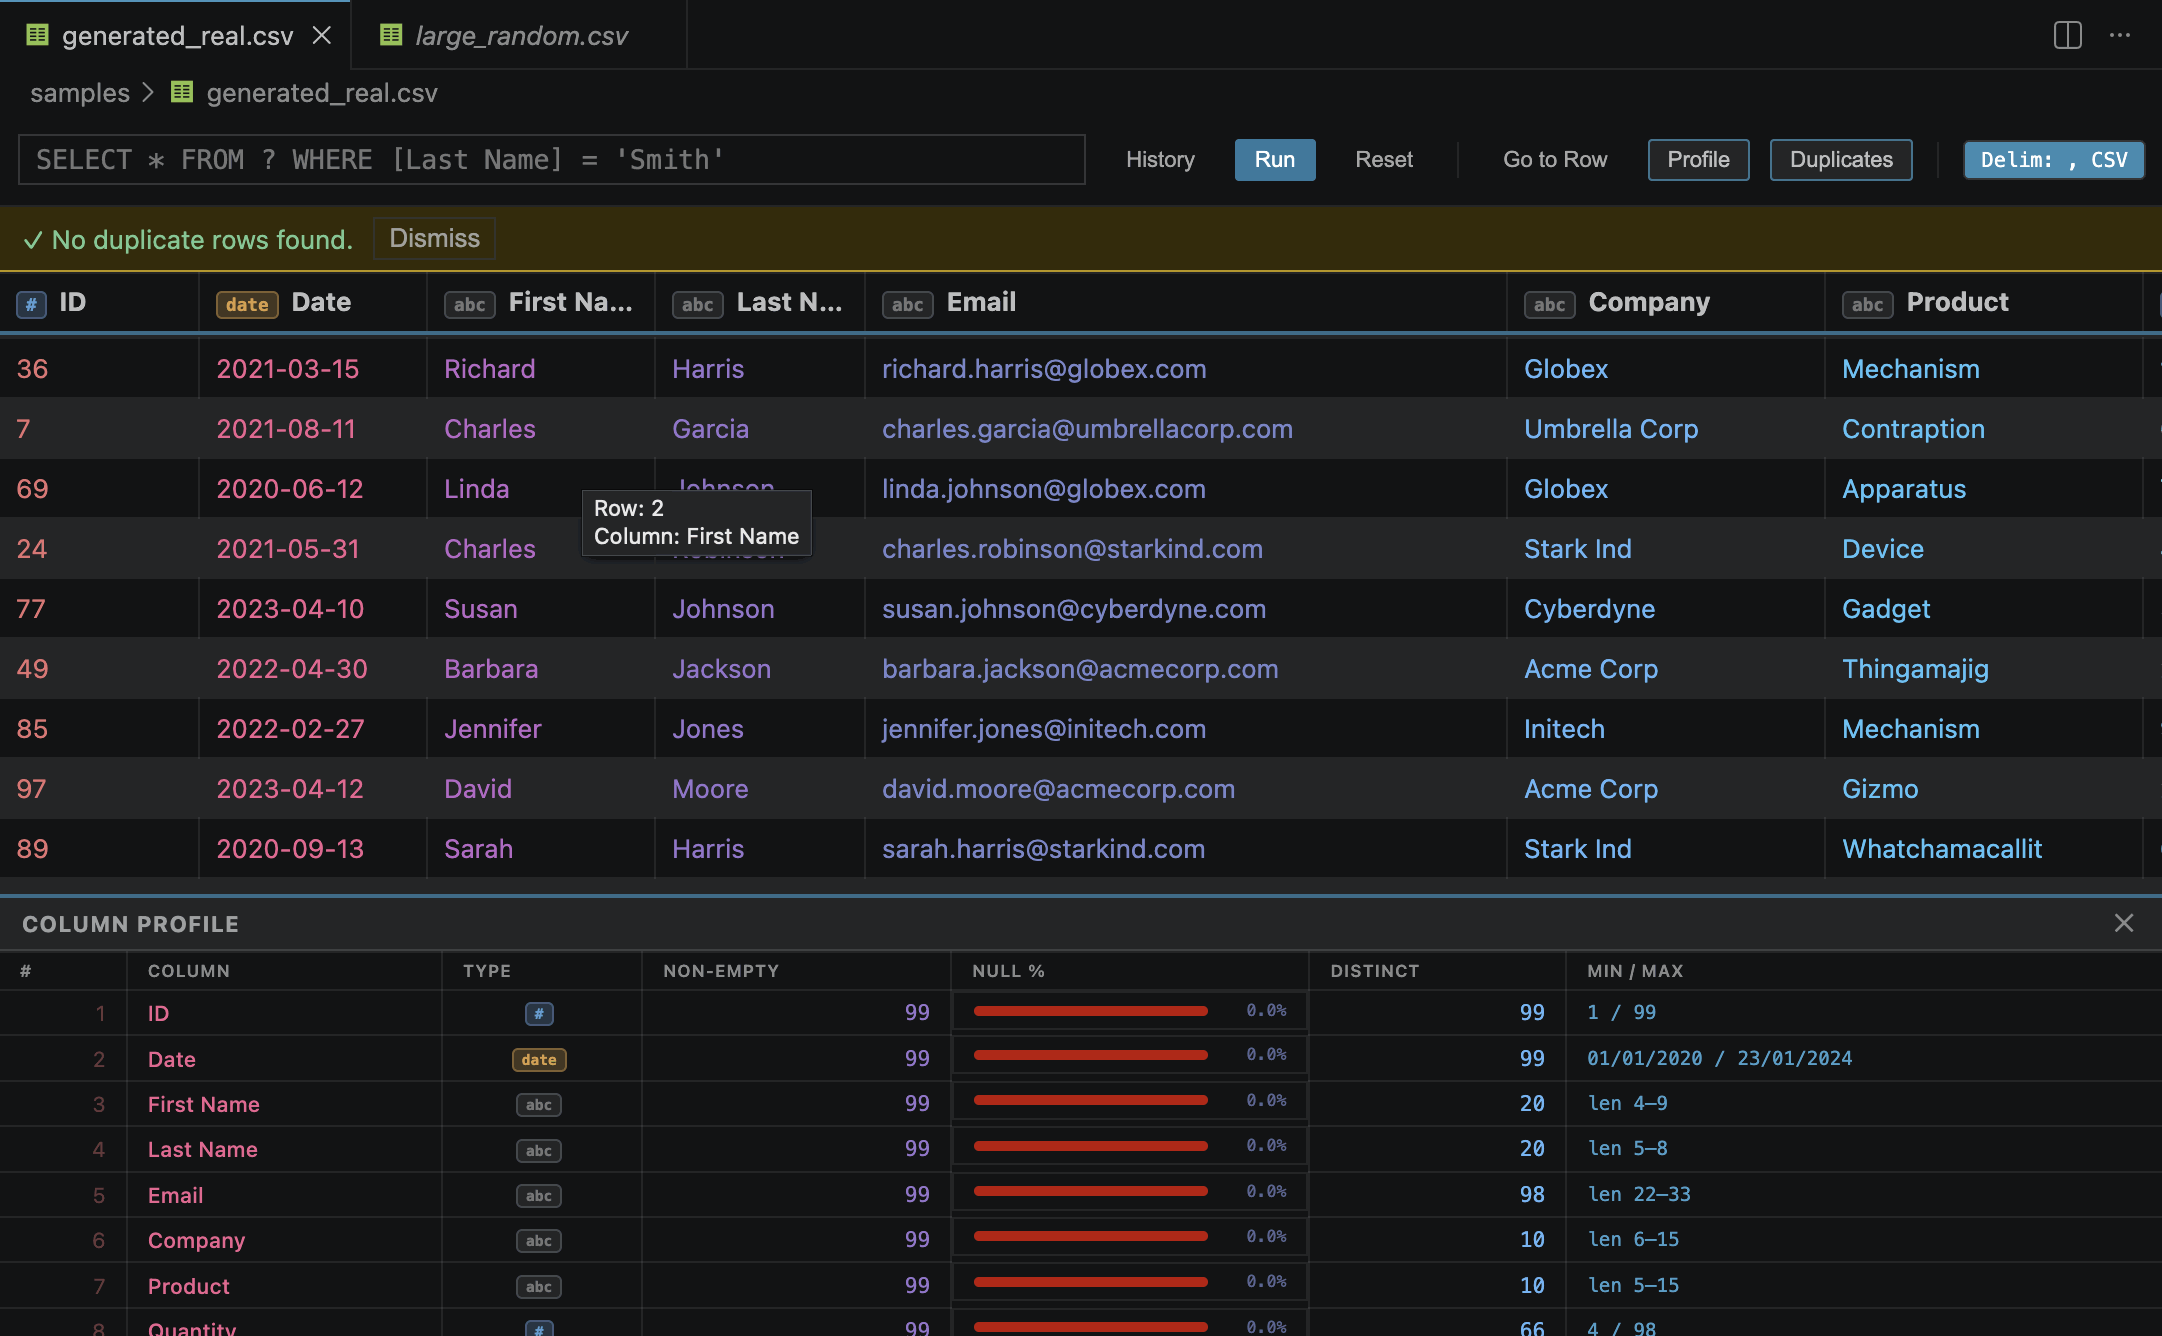 generated_real.csv
large_random.csv
samples > generated_real.csv
SELECT * FROM ? WHERE [Last Name] = 'Smith'
History Run Reset Go to Row Profile Duplicates Delim: , CSV
✓ No duplicate rows found. Dismiss
# ID date Date abc First Na... abc Last N... abc Email abc Company abc Product
36 2021-03-15 Richard Harris richard.harris@globex.com Globex Mechanism
7 2021-08-11 Charles Garcia charles.garcia@umbrellacorp.com Umbrella Corp Contraption
69 2020-06-12 Linda Johnson linda.johnson@globex.com Globex Apparatus
Row: 2
Column: First Name
24 2021-05-31 Charles Robinson charles.robinson@starkind.com Stark Ind Device
77 2023-04-10 Susan Johnson susan.johnson@cyberdyne.com Cyberdyne Gadget
49 2022-04-30 Barbara Jackson barbara.jackson@acmecorp.com Acme Corp Thingamajig
85 2022-02-27 Jennifer Jones jennifer.jones@initech.com Initech Mechanism
97 2023-04-12 David Moore david.moore@acmecorp.com Acme Corp Gizmo
89 2020-09-13 Sarah Harris sarah.harris@starkind.com Stark Ind Whatchamacallit
COLUMN PROFILE
# COLUMN TYPE NON-EMPTY NULL % DISTINCT MIN / MAX
1 ID # 99 0.0% 99 1 / 99
2 Date date 99 0.0% 99 01/01/2020 / 23/01/2024
3 First Name abc 99 0.0% 20 len 4–9
4 Last Name abc 99 0.0% 20 len 5–8
5 Email abc 99 0.0% 98 len 22–33
6 Company abc 99 0.0% 10 len 6–15
7 Product abc 99 0.0% 10 len 5–15
8 Quantity # 99 0.0% 66 4 / 98